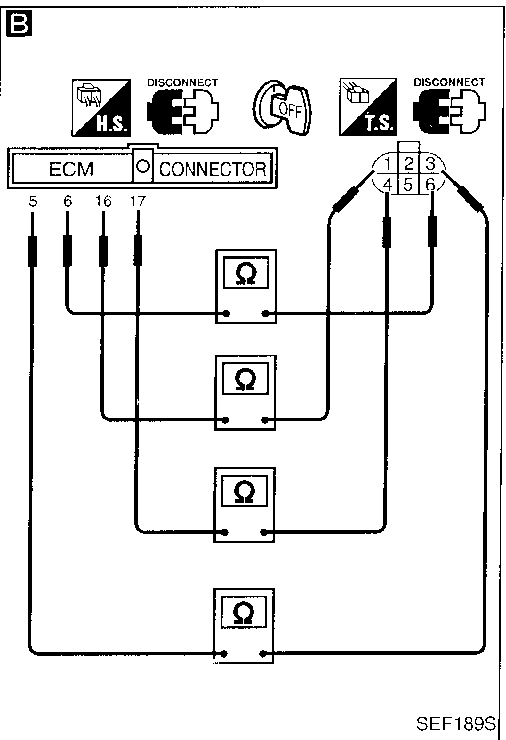 B
DISCONNECT
DISCONNECT
H.S.
OFF
T.S.
ECM CONNECTOR
1 2 3
4 5 6
5 6 16 17
Ω
Ω
Ω
Ω
SEF189S